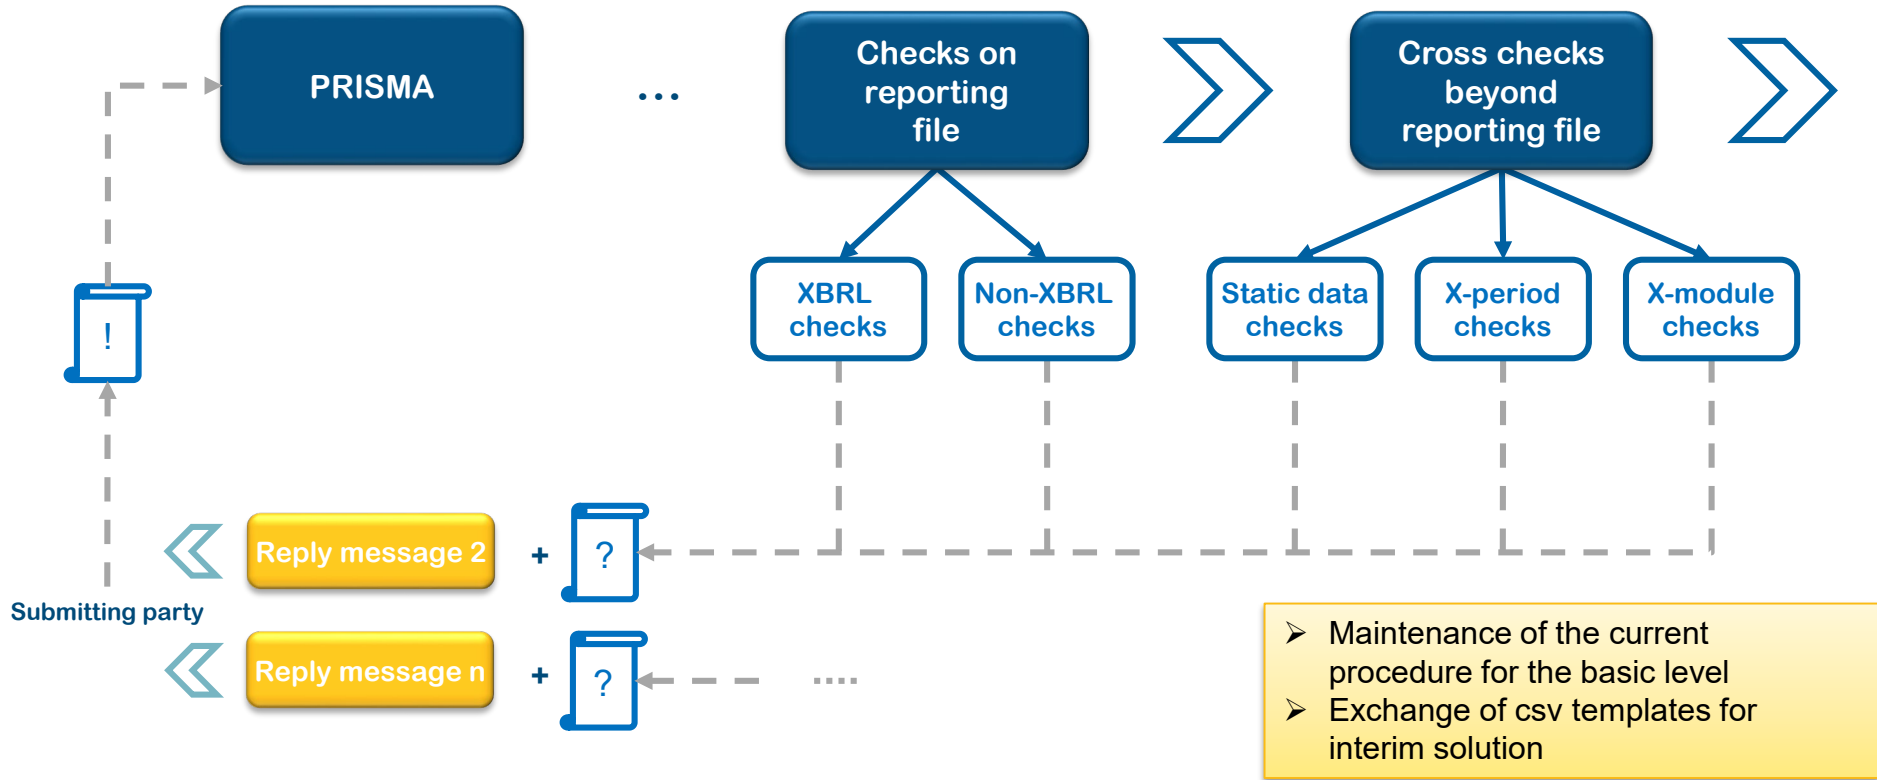 PRISMA
...
Checks on
reporting
file
Cross checks
beyond
reporting file
XBRL
checks
Non-XBRL
checks
Static data
checks
X-period
checks
X-module
checks
!
Reply message 2
+
?
Submitting party
Reply message n
+
?
.....
➢ Maintenance of the current
procedure for the basic level
➢ Exchange of csv templates for
interim solution